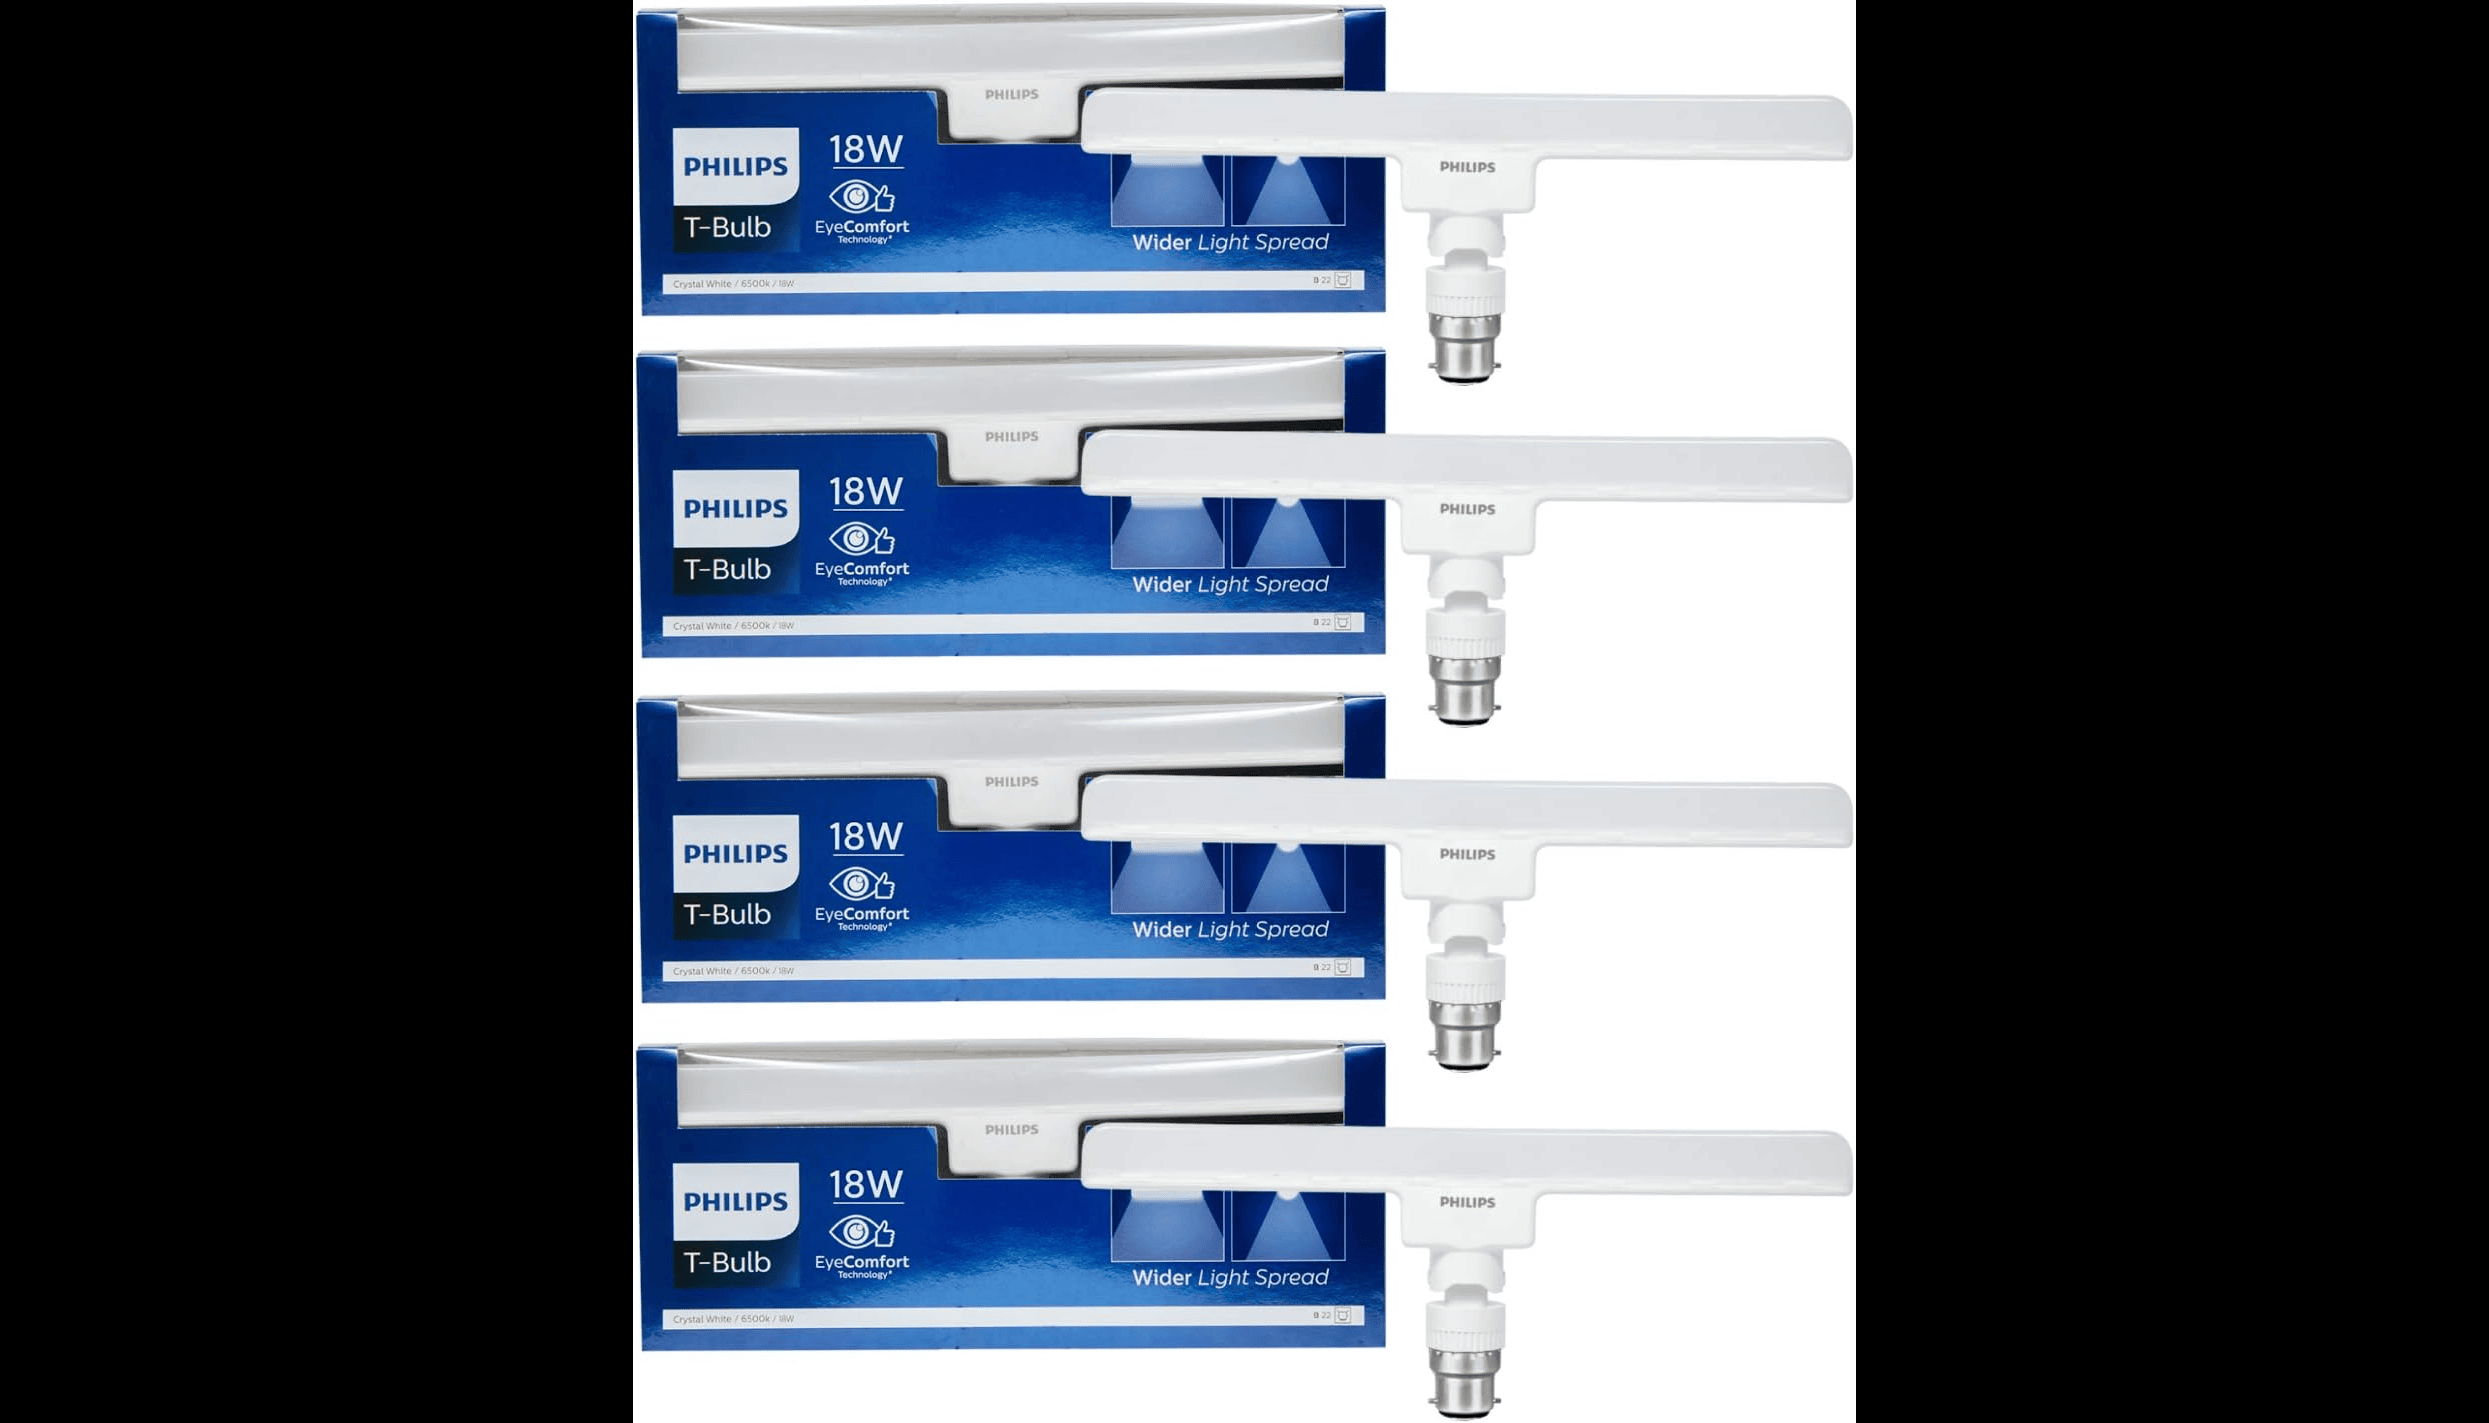 PHILIPS
PHILIPS
18W
PHILIPS
T-Bulb
EyeComfort
Technology*
Wider Light Spread
Crystal White / 6500k / 18W
B 22
PHILIPS
PHILIPS
18W
PHILIPS
T-Bulb
EyeComfort
Technology*
Wider Light Spread
Crystal White / 6500k / 18W
B 22
PHILIPS
PHILIPS
18W
PHILIPS
T-Bulb
EyeComfort
Technology*
Wider Light Spread
Crystal White / 6500k / 18W
B 22
PHILIPS
PHILIPS
18W
PHILIPS
T-Bulb
EyeComfort
Technology*
Wider Light Spread
Crystal White / 6500k / 18W
B 22